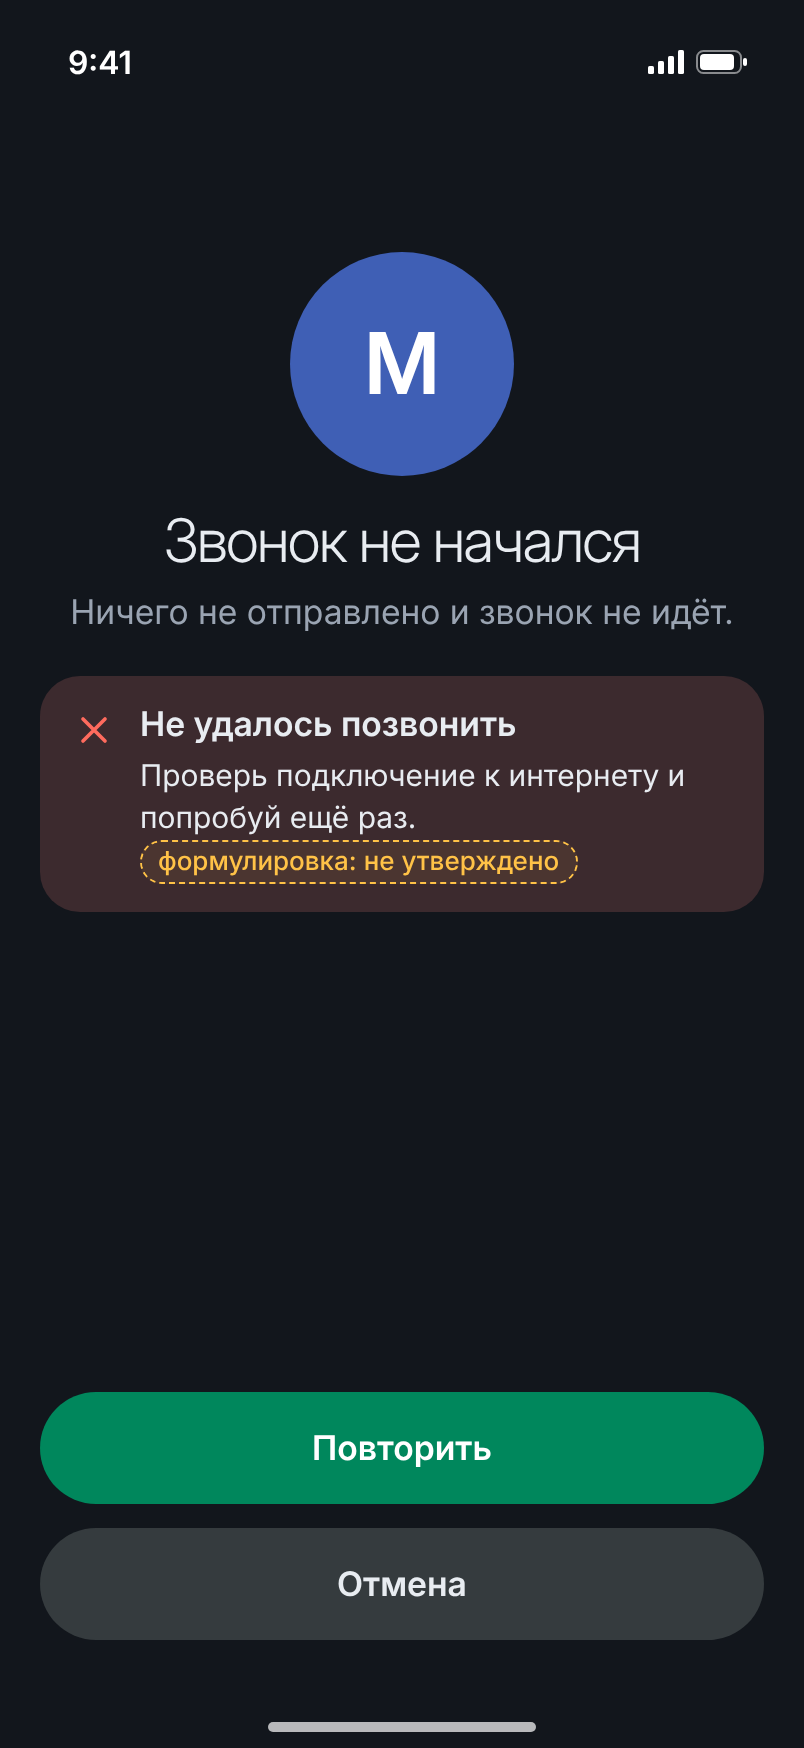 9:41
М
Звонок не начался
Ничего не отправлено и звонок не идёт.
Не удалось позвонить
Проверь подключение к интернету и
попробуй ещё раз.
формулировка: не утверждено
Повторить
Отмена